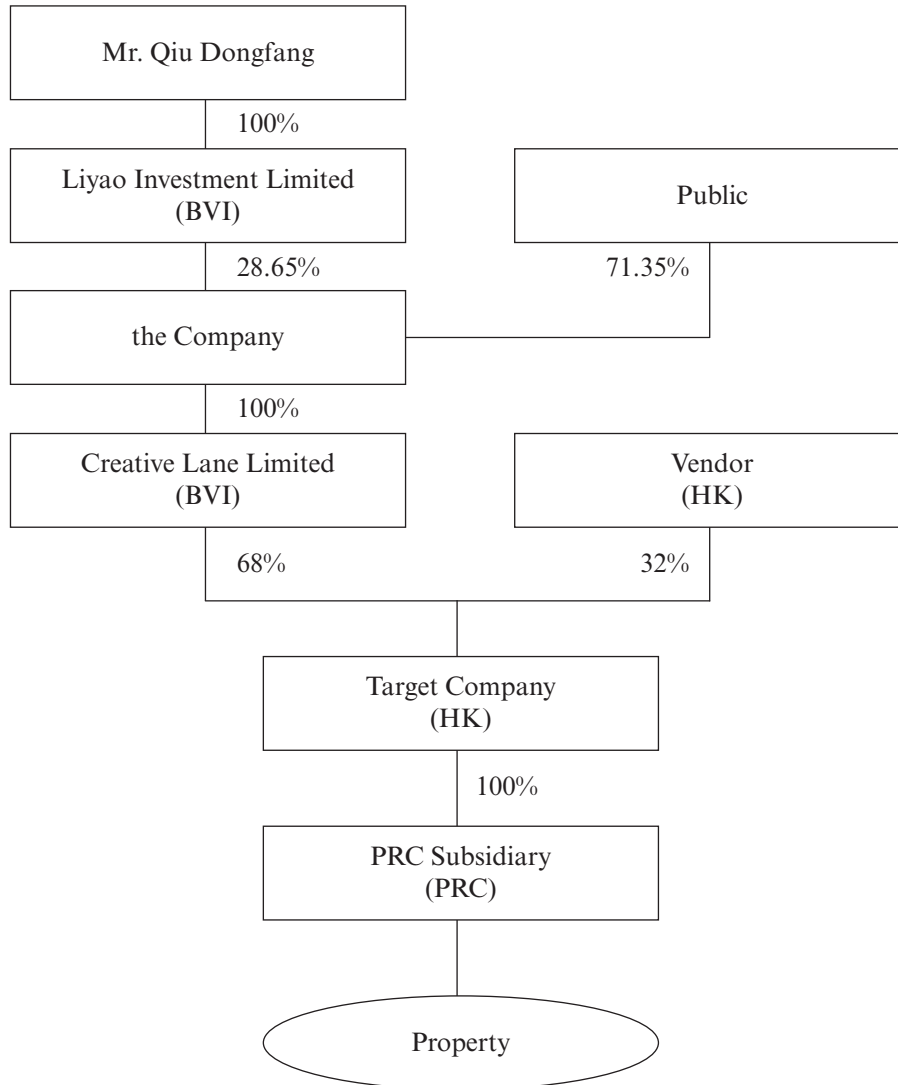 Mr. Qiu Dongfang
100%
Liyao Investment Limited
(BVI)
Public
28.65%
71.35%
the Company
100%
Creative Lane Limited
(BVI)
Vendor
(HK)
68%
32%
Target Company
(HK)
100%
PRC Subsidiary
(PRC)
Property